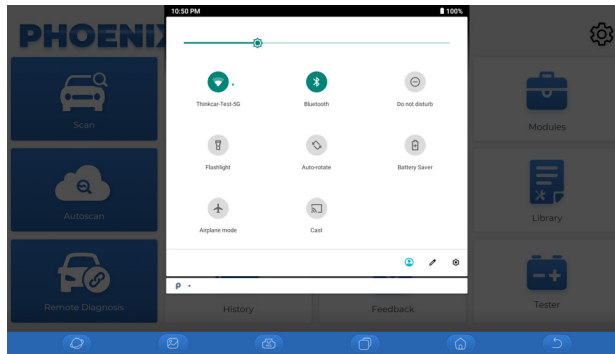 10:50 PM
100%
PHOENI
Thinkcar-Test-5G
Bluetooth
Do not disturb
Scan
Modules
Flashlight
Auto-rotate
Battery Saver
Autoscan
Library
Airplane mode
Cast
Remote Diagnosis
History
Feedback
Tester